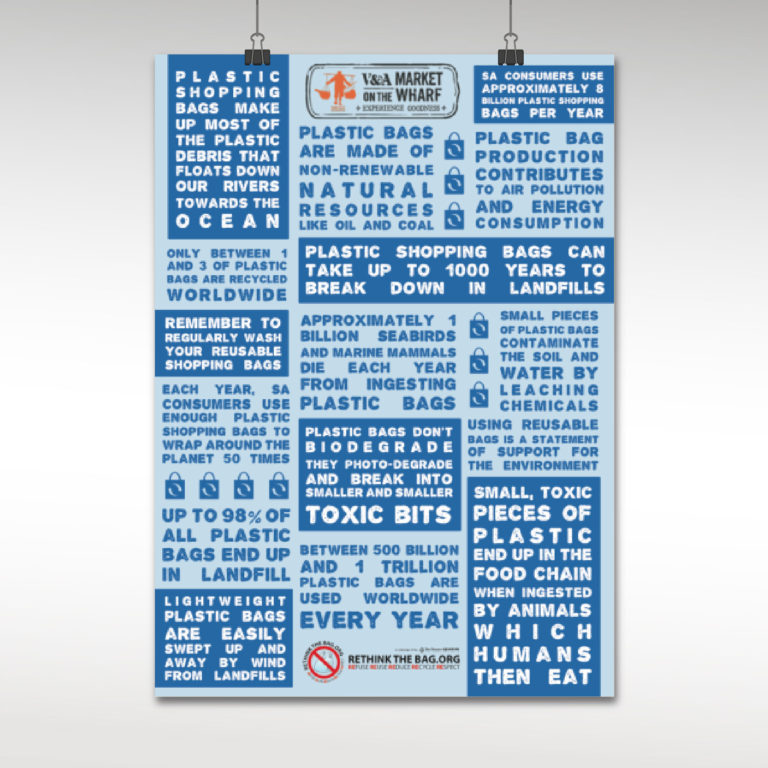 PLASTIC
SHOPPING
BAGS MAKE
UP MOST OF
THE PLASTIC
DEBRIS THAT
FLOATS DOWN
OUR RIVERS
TOWARDS THE
OCEAN
ONLY BETWEEN 1
AND 3 OF PLASTIC
BAGS ARE RECYCLED
WORLDWIDE
REMEMBER TO
REGULARLY WASH
YOUR REUSABLE
SHOPPING BAGS
EACH YEAR, SA
CONSUMERS USE
ENOUGH PLASTIC
SHOPPING BAGS TO
WRAP AROUND THE
PLANET 50 TIMES
UP TO 98% OF
ALL PLASTIC
BAGS END UP
IN LANDFILL
LIGHTWEIGHT
PLASTIC BAGS
ARE EASILY
SWEPT UP AND
AWAY BY WIND
FROM LANDFILLS
V&A MARKET
ON THE WHARF
+ EXPERIENCE GOODNESS +
PLASTIC BAGS
ARE MADE OF
NON-RENEWABLE
NATURAL
RESOURCES
LIKE OIL AND COAL
SA CONSUMERS USE
APPROXIMATELY 8
BILLION PLASTIC SHOPPING
BAGS PER YEAR
PLASTIC BAG
PRODUCTION
CONTRIBUTES
TO AIR POLLUTION
AND ENERGY
CONSUMPTION
PLASTIC SHOPPING BAGS CAN
TAKE UP TO 1000 YEARS TO
BREAK DOWN IN LANDFILLS
APPROXIMATELY 1
BILLION SEABIRDS
AND MARINE MAMMALS
DIE EACH YEAR
FROM INGESTING
PLASTIC BAGS
SMALL PIECES
OF PLASTIC BAGS
CONTAMINATE
THE SOIL AND
WATER BY
LEACHING
CHEMICALS
PLASTIC BAGS DON'T
BIODEGRADE
THEY PHOTO-DEGRADE
AND BREAK INTO
SMALLER AND SMALLER
TOXIC BITS
USING REUSABLE
BAGS IS A STATEMENT
OF SUPPORT FOR
THE ENVIRONMENT
BETWEEN 500 BILLION
AND 1 TRILLION
PLASTIC BAGS ARE
USED WORLDWIDE
EVERY YEAR
SMALL, TOXIC
PIECES OF
PLASTIC
END UP IN THE
FOOD CHAIN
WHEN INGESTED
BY ANIMALS
WHICH
HUMANS
THEN EAT
RETHINK THE BAG.ORG
RETHINK THE BAG.ORG
REFUSE REUSE REDUCE RECYCLE RESPECT